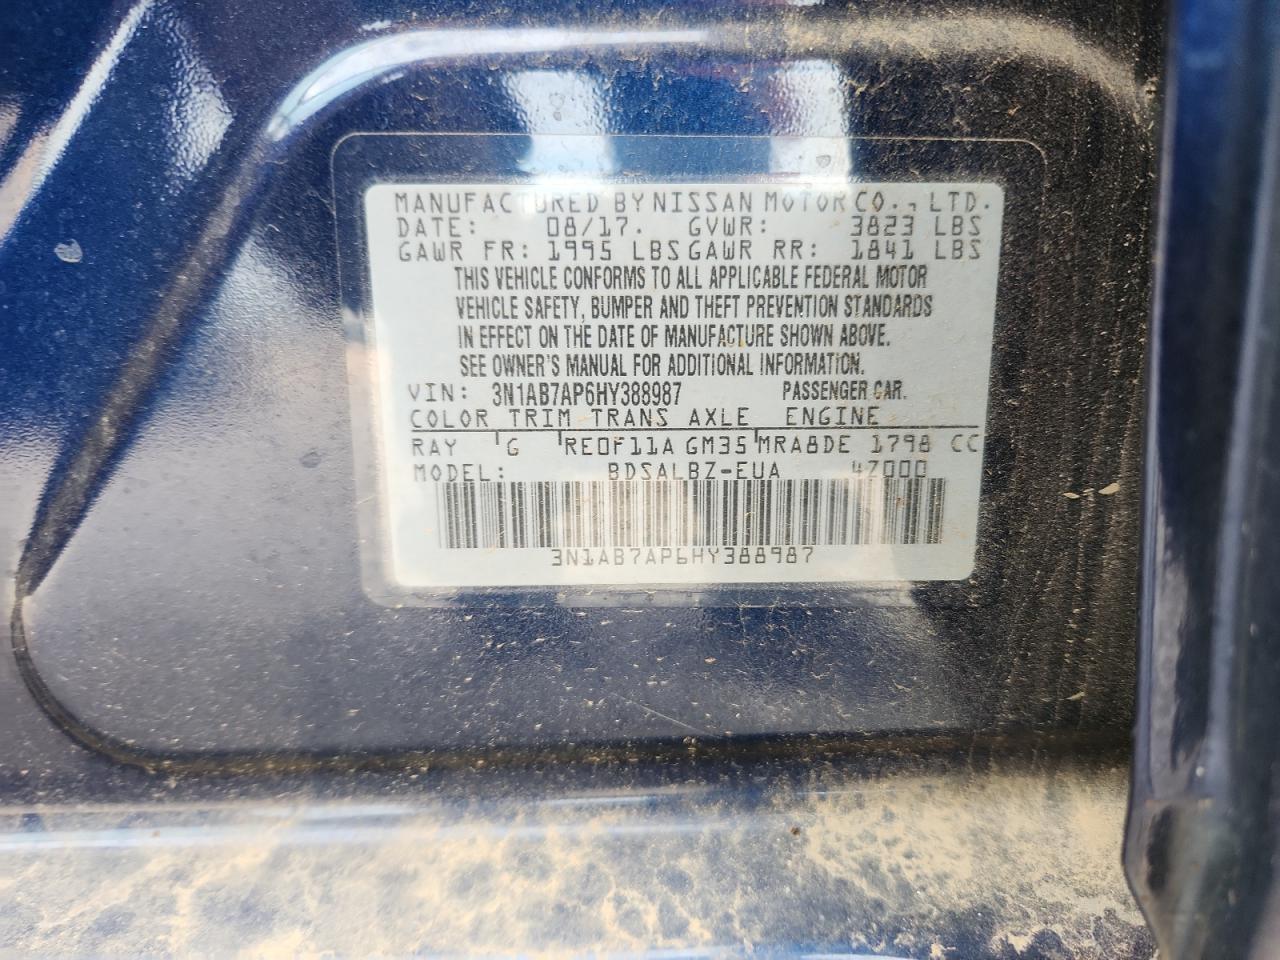 MANUFACTURED BY NISSAN MOTOR CO., LTD.
DATE: 08/17. GVWR: 3823 LBS
GAWR FR: 1995 LBS GAWR RR: 1841 LBS
THIS VEHICLE CONFORMS TO ALL APPLICABLE FEDERAL MOTOR
VEHICLE SAFETY, BUMPER AND THEFT PREVENTION STANDARDS
IN EFFECT ON THE DATE OF MANUFACTURE SHOWN ABOVE.
SEE OWNER'S MANUAL FOR ADDITIONAL INFORMATION.
VIN: 3N1AB7AP6HY388987 PASSENGER CAR.
COLOR TRIM TRANS AXLE ENGINE
RAY G RE0F11A GM35 MRA8DE 1798 CC
MODEL: BDSALBZ-EUA 4Z000
3N1AB7AP6HY388987